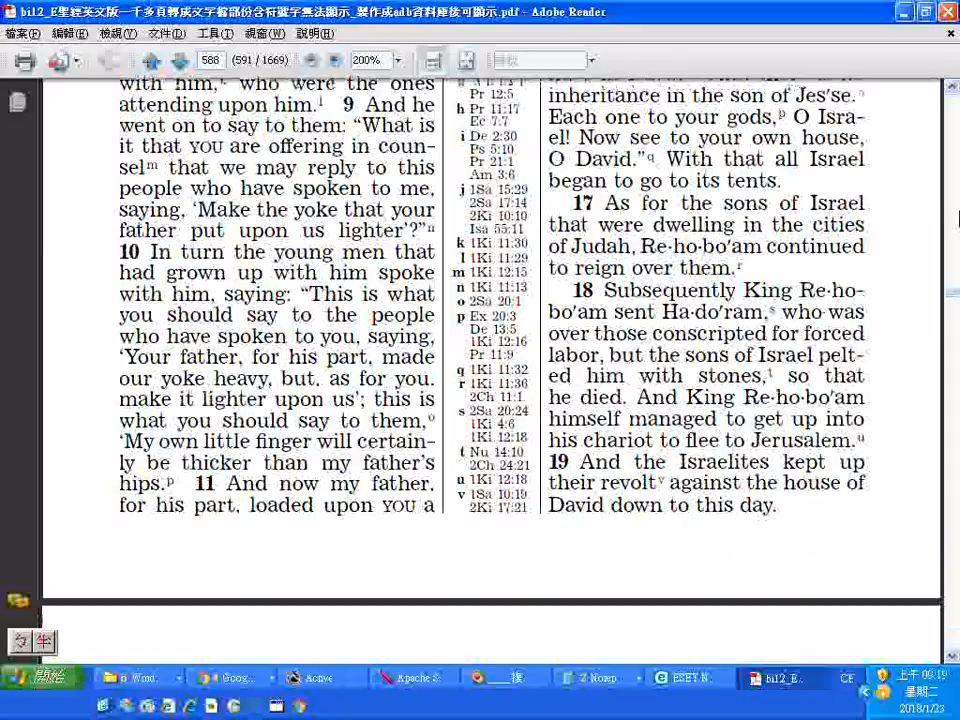 bi12_E聖經英文版—千多頁轉成文字檔部份含符號字無法顯示_製作成adb資料庫後可顯示.pdf - Adobe Reader
檔案(F) 編輯(E) 檢視(V) 文件(D) 工具(T) 視窗(W) 說明(H)
588 (591 / 1669) 200% 尋找
with him,ᵏ who were the ones
attending upon him.ˡ 9 And he
went on to say to them: “What is
it that YOU are offering in coun-
selᵐ that we may reply to this
people who have spoken to me,
saying, ‘Make the yoke that your
father put upon us lighter’?”ⁿ
10 In turn the young men that
had grown up with him spoke
with him, saying: “This is what
you should say to the people
who have spoken to you, saying,
‘Your father, for his part, made
our yoke heavy, but, as for you,
make it lighter upon us’; this is
what you should say to them,ᵒ
‘My own little finger will certain-
ly be thicker than my father’s
hips.ᵖ 11 And now my father,
for his part, loaded upon YOU a
Pr 12:5
h Pr 11:17
Ec 7:7
i De 2:30
Ps 5:10
Pr 21:1
Am 3:6
j 1Sa 15:29
2Sa 17:14
2Ki 10:10
Isa 55:11
k 1Ki 11:30
l 1Ki 11:29
m 1Ki 12:15
n 1Ki 11:13
o 2Sa 20:1
p Ex 20:3
De 13:5
1Ki 12:16
Pr 11:9
q 1Ki 11:32
r 1Ki 11:36
2Ch 11:1
s 2Sa 20:24
1Ki 4:6
1Ki 12:18
t Nu 14:10
2Ch 24:21
u 1Ki 12:18
v 1Sa 10:19
2Ki 17:21
inheritance in the son of Jes′se.ᵒ
Each one to your gods,ᵖ O Isra-
el! Now see to your own house,
O David.”q With that all Israel
began to go to its tents.
17 As for the sons of Israel
that were dwelling in the cities
of Judah, Re·ho·bo′am continued
to reign over them.ʳ
18 Subsequently King Re·ho-
bo′am sent Ha·do′ram,ˢ who was
over those conscripted for forced
labor, but the sons of Israel pelt-
ed him with stones,ᵗ so that
he died. And King Re·ho·bo′am
himself managed to get up into
his chariot to flee to Jerusalem.ᵘ
19 And the Israelites kept up
their revoltᵛ against the house of
David down to this day.
ㄅ 半
開始 p Wind... Goog... Active Apache S Z Notep ESET N... bi12_E... CE 上午 09:19
星期二
2018/1/23